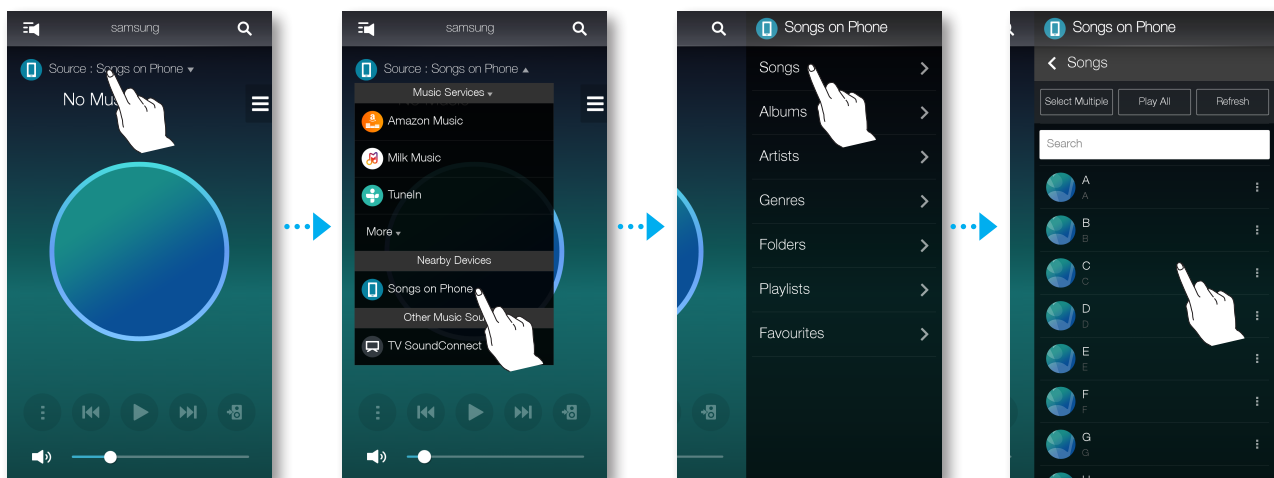 samsung
Source : Songs on Phone
No Mu
samsung
Source : Songs on Phone
Music Services
Amazon Music
Milk Music
TuneIn
More
Nearby Devices
Songs on Phone
Other Music Sou
TV SoundConnect
Songs on Phone
Songs
Albums
Artists
Genres
Folders
Playlists
Favourites
Songs on Phone
Songs
Select Multiple Play All Refresh
Search
A
A
B
B
C
C
D
D
E
E
F
F
G
G